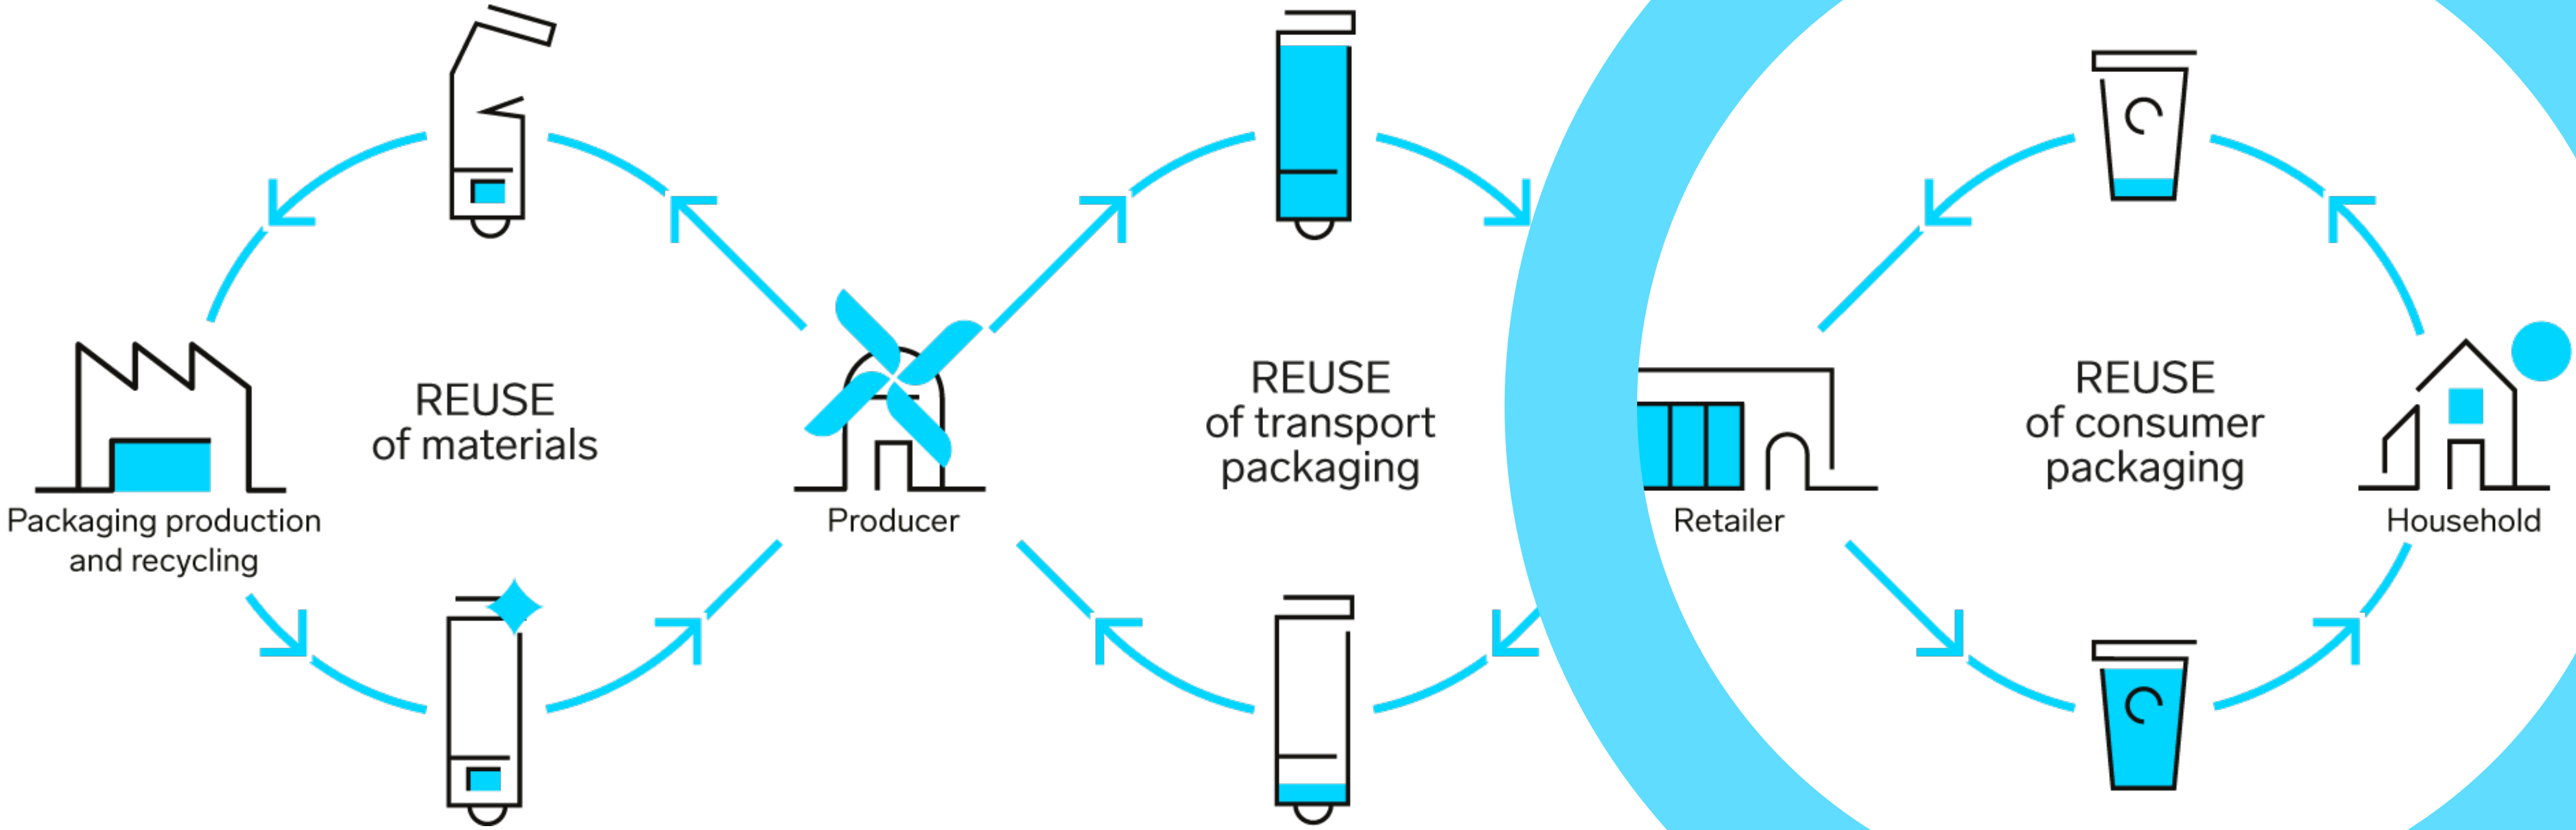 REUSE
of materials
Packaging production
and recycling
Producer
REUSE
of transport
packaging
Retailer
REUSE
of consumer
packaging
Household